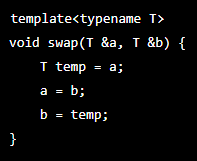 template<typename T>
void swap(T &a, T &b) {
    T temp = a;
    a = b;
    b = temp;
}